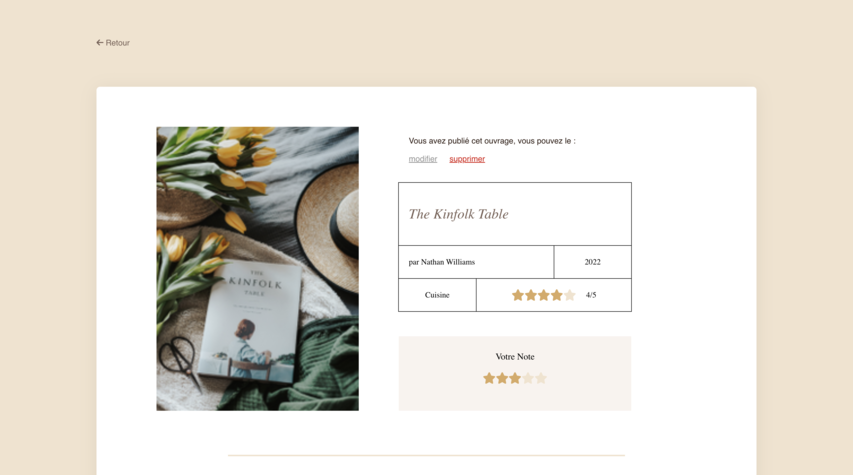 ← Retour
Vous avez publié cet ouvrage, vous pouvez le :
modifier supprimer
THE
KINFOLK
TABLE
The Kinfolk Table
par Nathan Williams 2022
Cuisine 4/5
Votre Note